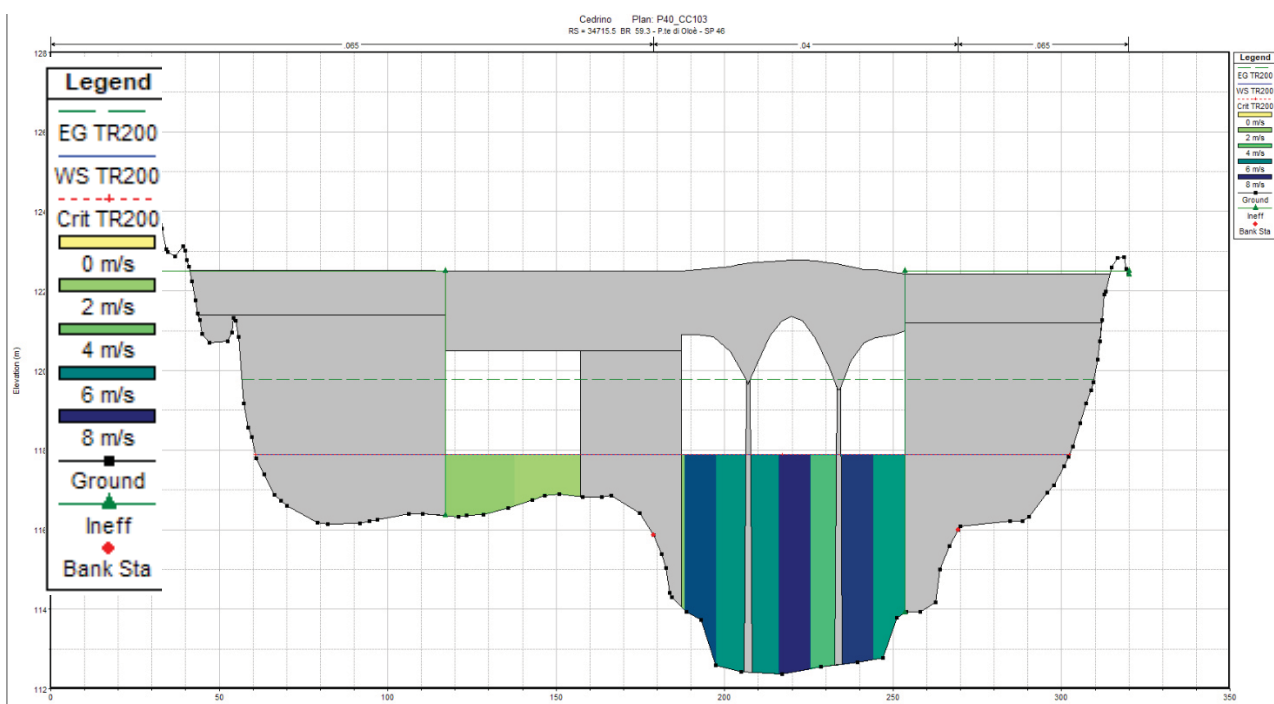 Cedrino Plan: P40_CC103
RS = 34715.5 BR 59.3 - P.te di Oloè - SP 46
.065 .04 .065
128
126
124
122
120
118
116
114
112
Elevation (m)
0 50 100 150 200 250 300 350
Legend
EG TR200
WS TR200
Crit TR200
0 m/s
2 m/s
4 m/s
6 m/s
8 m/s
Ground
Ineff
Bank Sta
Legend
EG TR200
WS TR200
Crit TR200
0 m/s
2 m/s
4 m/s
6 m/s
8 m/s
Ground
Ineff
Bank Sta